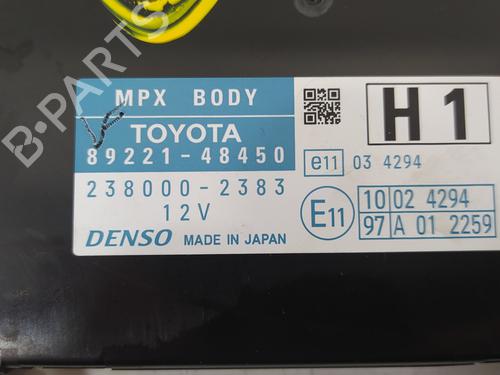 B-PARTS
MPX BODY
TOYOTA
89221-48450
238000-2383
12V
DENSO MADE IN JAPAN
H1
e11 03 4294
E11
10 02 4294
97 A 01 2259